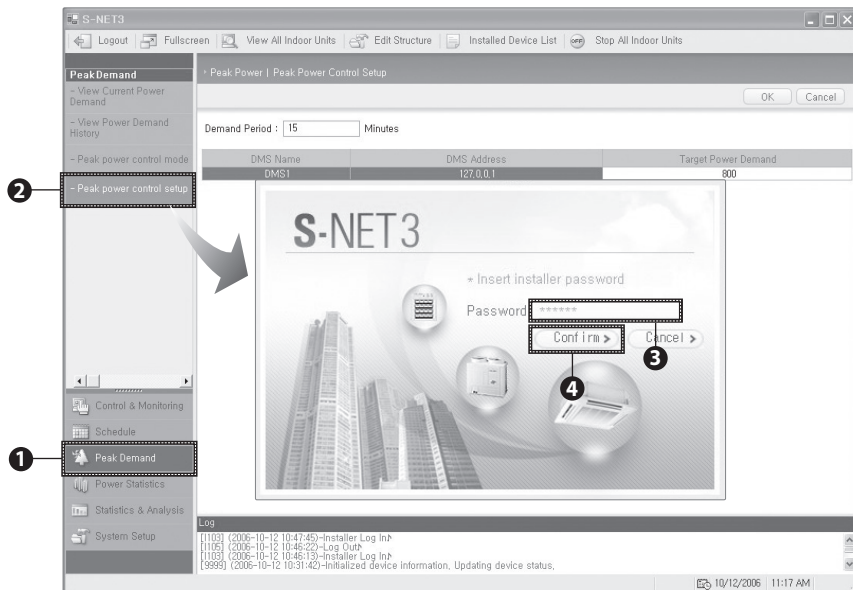 S-NET3
Logout Fullscreen View All Indoor Units Edit Structure Installed Device List OFF Stop All Indoor Units
PeakDemand
- View Current Power
Demand
- View Power Demand
History
- Peak power control mode
- Peak power control setup
Peak Power | Peak Power Control Setup
OK Cancel
Demand Period : 15 Minutes
DMS Name DMS Address Target Power Demand
DMS1 127.0.0.1 800
2
S-NET3
* Insert installer password
Password ******
Confirm Cancel
3
4
Control & Monitoring
Schedule
1
Peak Demand
Power Statistics
Statistics & Analysis
System Setup
Log
[1103] (2006-10-12 10:47:45)-Installer Log In
[1105] (2006-10-12 10:46:22)-Log Out
[1103] (2006-10-12 10:46:13)-Installer Log In
[9999] (2006-10-12 10:31:42)-Initialized device information, Updating device status,
10/12/2006 11:17 AM